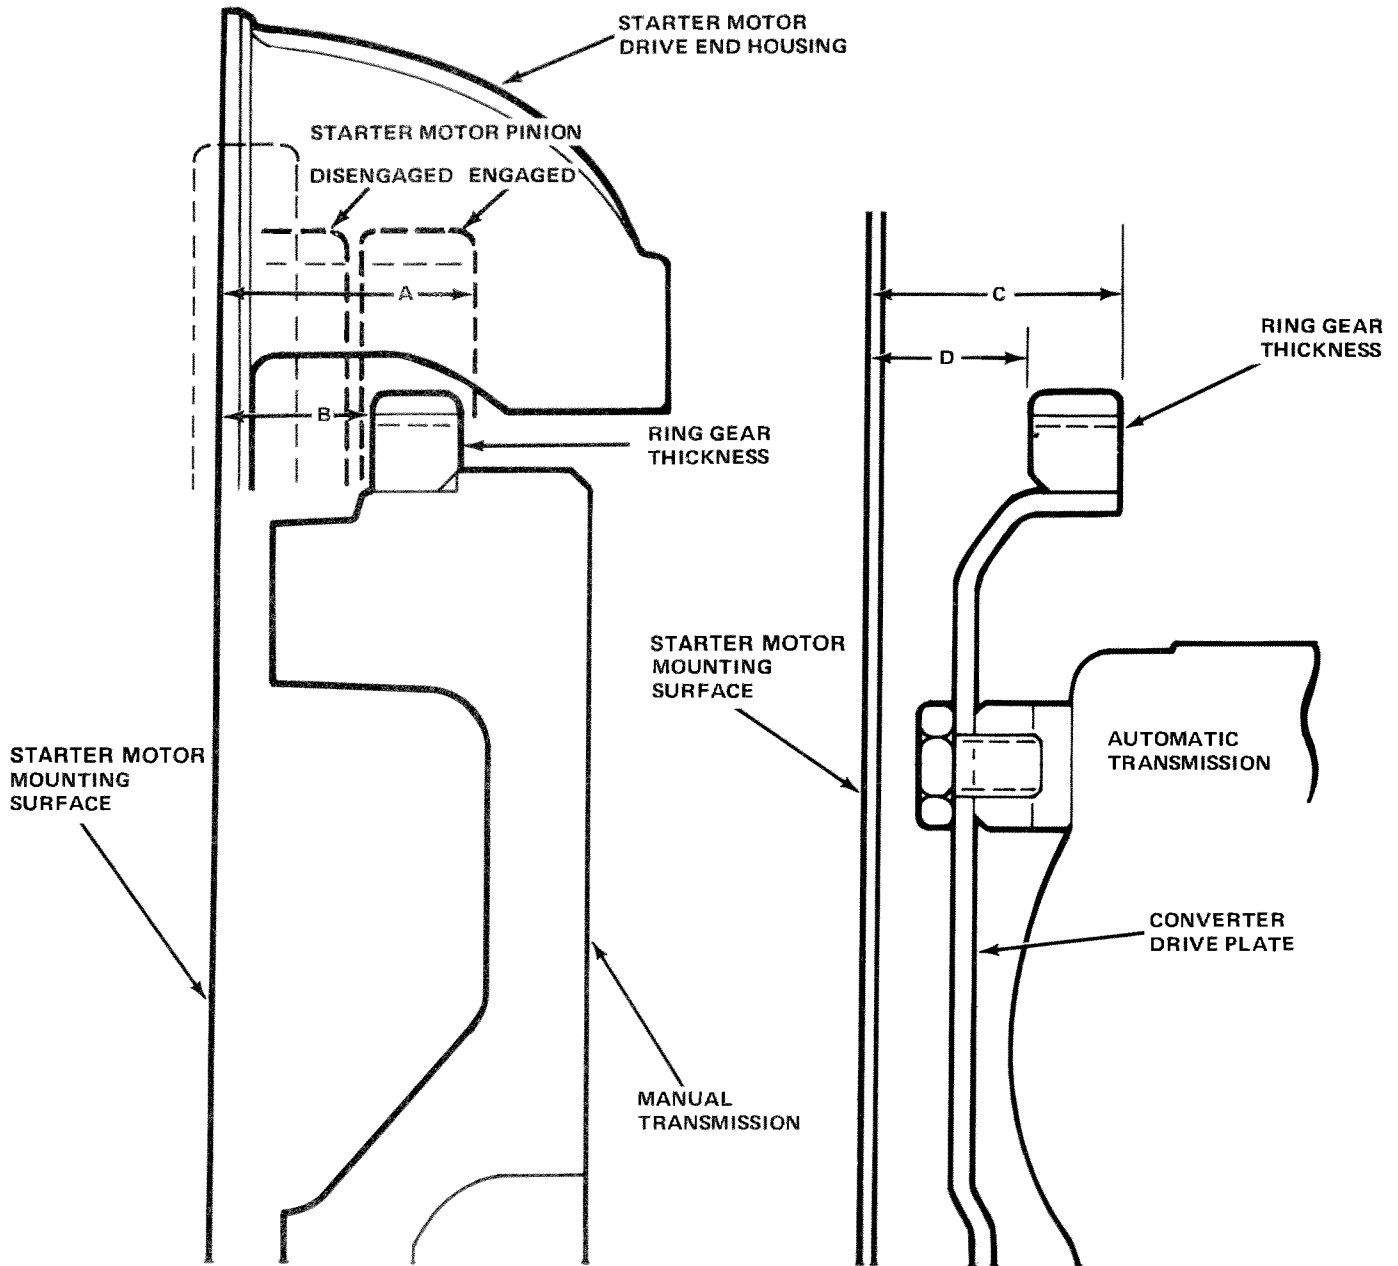 STARTER MOTOR
DRIVE END HOUSING
STARTER MOTOR PINION
DISENGAGED ENGAGED
A
B
RING GEAR
THICKNESS
C
D
RING GEAR
THICKNESS
STARTER MOTOR
MOUNTING
SURFACE
STARTER MOTOR
MOUNTING
SURFACE
AUTOMATIC
TRANSMISSION
CONVERTER
DRIVE PLATE
MANUAL
TRANSMISSION